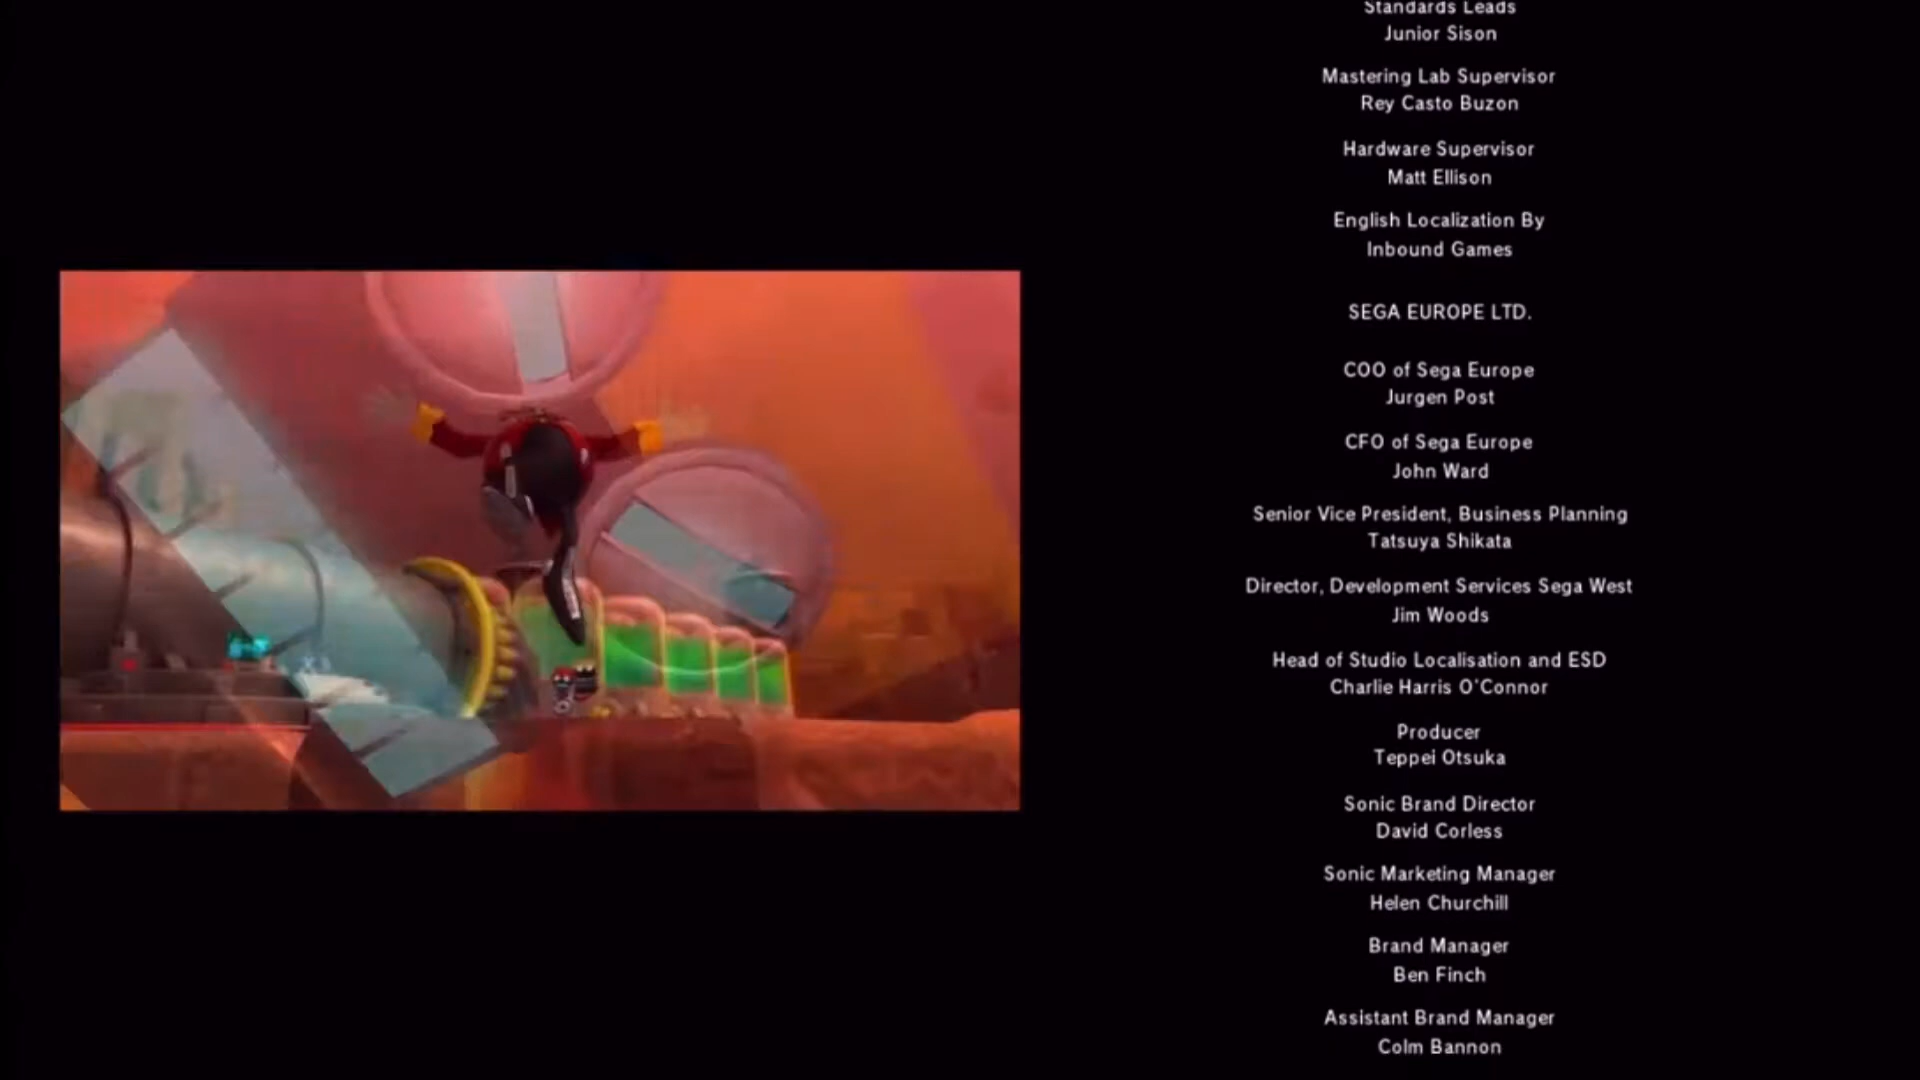 Standards Leads
Junior Sison
Mastering Lab Supervisor
Rey Casto Buzon
Hardware Supervisor
Matt Ellison
English Localization By
Inbound Games
SEGA EUROPE LTD.
COO of Sega Europe
Jurgen Post
CFO of Sega Europe
John Ward
Senior Vice President, Business Planning
Tatsuya Shikata
Director, Development Services Sega West
Jim Woods
Head of Studio Localisation and ESD
Charlie Harris O'Connor
Producer
Teppei Otsuka
Sonic Brand Director
David Corless
Sonic Marketing Manager
Helen Churchill
Brand Manager
Ben Finch
Assistant Brand Manager
Colm Bannon